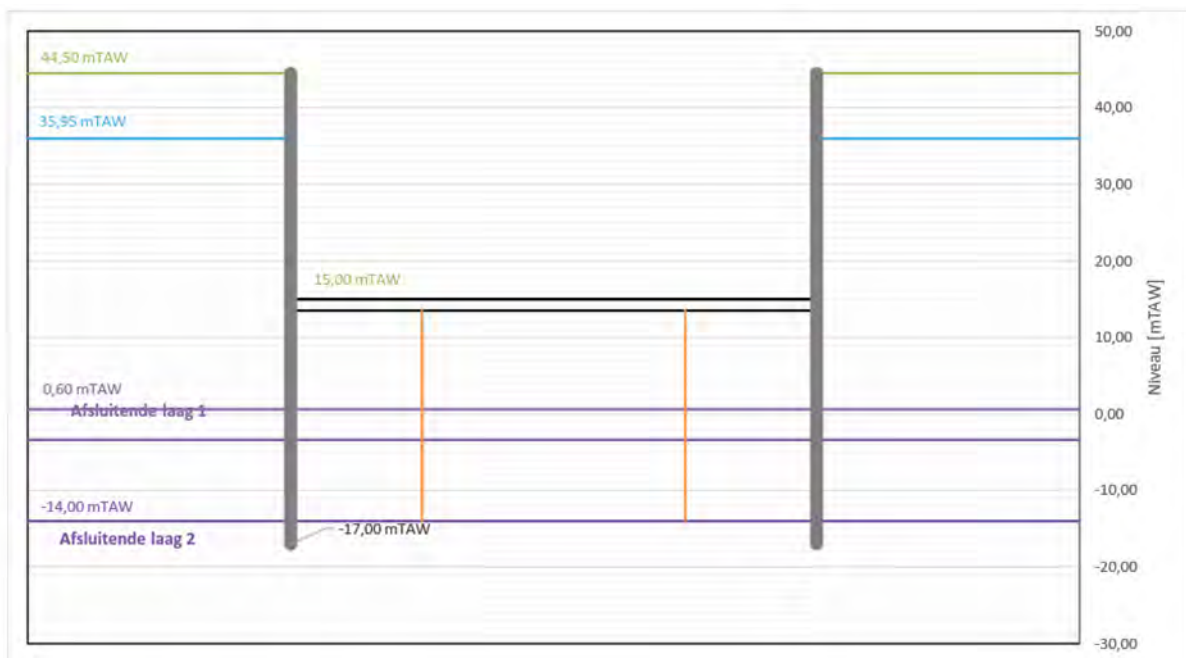 50,00
44,50 mTAW
40,00
35,95 mTAW
30,00
20,00
15,00 mTAW
Niveau [mTAW]
10,00
0,60 mTAW
Afsluitende laag 1
0,00
-10,00
-14,00 mTAW
Afsluitende laag 2
-17,00 mTAW
-20,00
-30,00